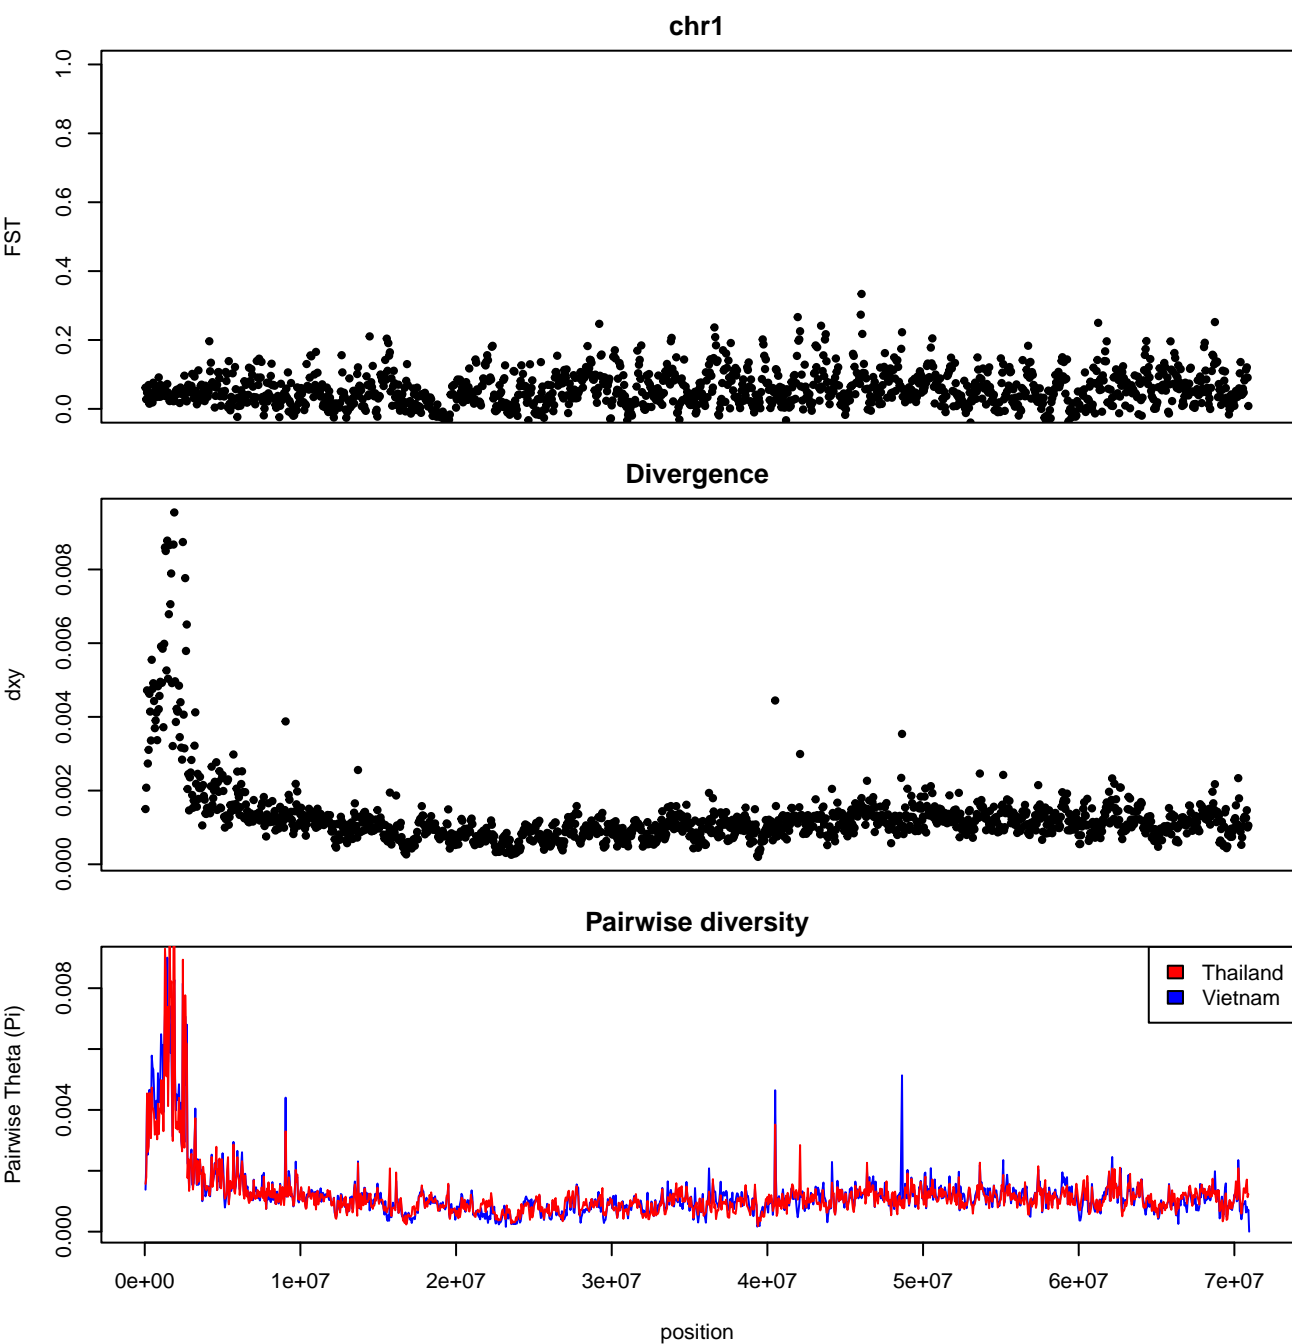 chr1
1.0
0.8
0.6
0.4
0.2
0.0
FST
Divergence
0.008
0.006
0.004
0.002
0.000
dxy
Pairwise diversity
0.008
0.004
0.000
Pairwise Theta (Pi)
Thailand
Vietnam
0e+00 1e+07 2e+07 3e+07 4e+07 5e+07 6e+07 7e+07
position